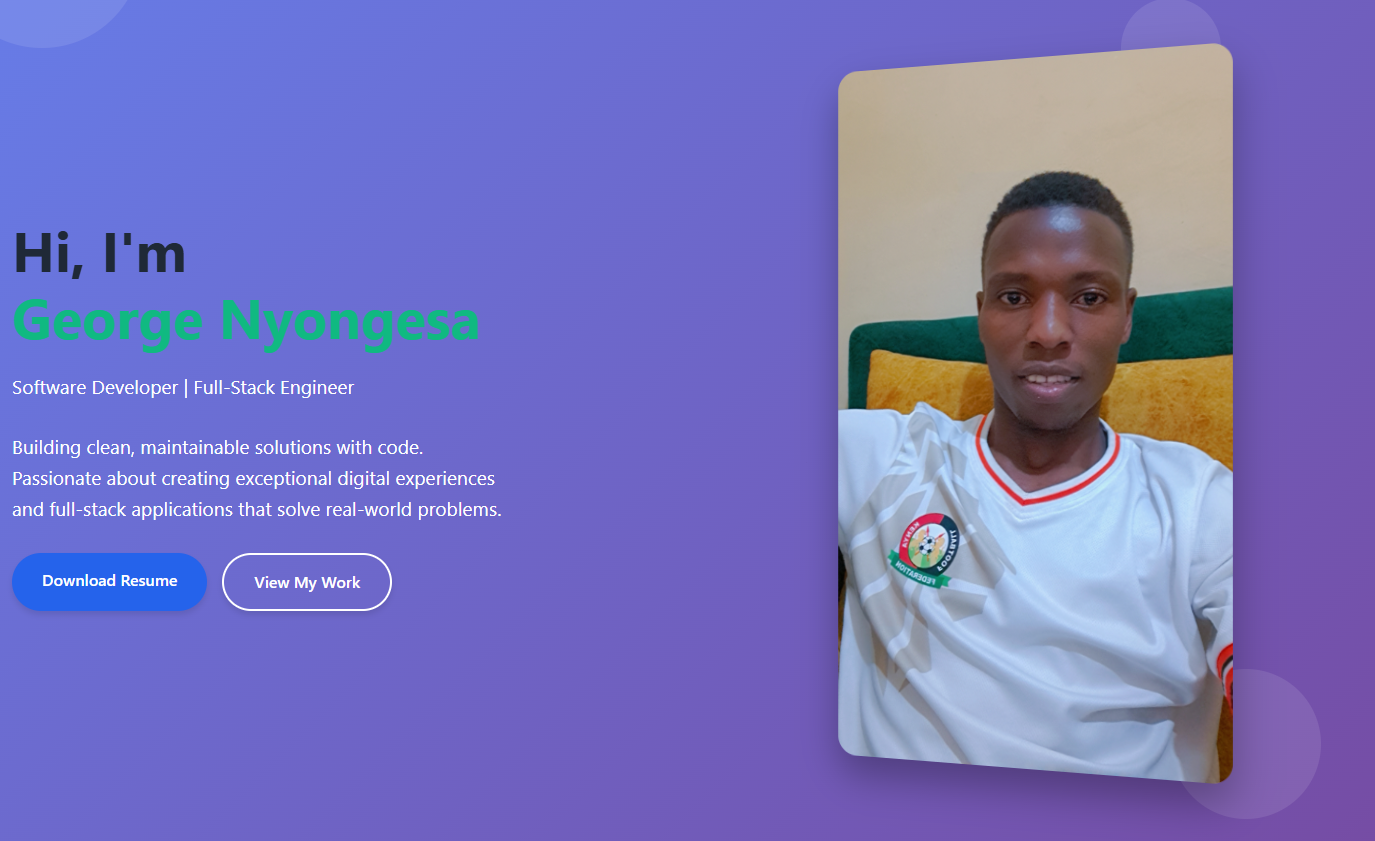 Hi, I'm
George Nyongesa
Software Developer | Full-Stack Engineer
Building clean, maintainable solutions with code.
Passionate about creating exceptional digital experiences
and full-stack applications that solve real-world problems.
Download Resume
View My Work
KENYA
FOOTBALL
FEDERATION